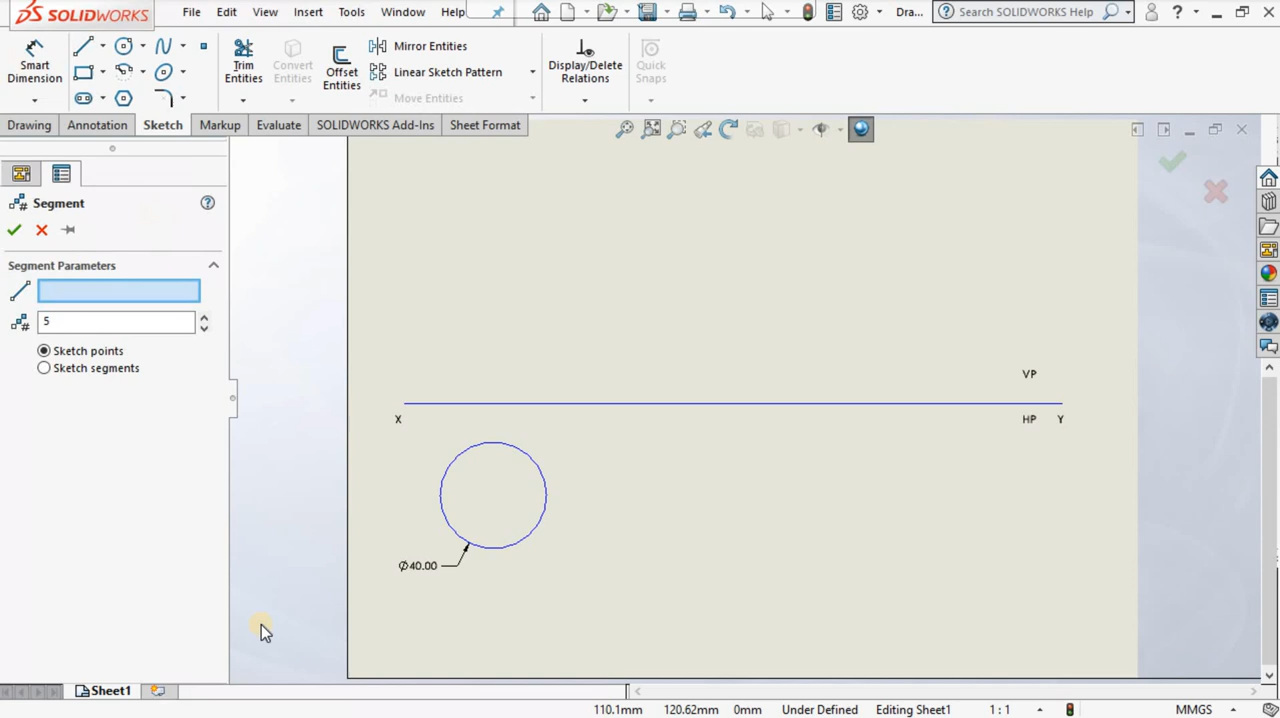 SOLIDWORKS
File Edit View Insert Tools Window Help
Dra...
Search SOLIDWORKS Help
Smart Dimension
Trim Entities
Convert Entities
Offset Entities
Mirror Entities
Linear Sketch Pattern
Move Entities
Display/Delete Relations
Quick Snaps
Drawing Annotation Sketch Markup Evaluate SOLIDWORKS Add-Ins Sheet Format
Segment
Segment Parameters
5
Sketch points
Sketch segments
VP
X HP Y
Ø40.00
Sheet1
110.1mm 120.62mm 0mm Under Defined Editing Sheet1 1 : 1 MMGS